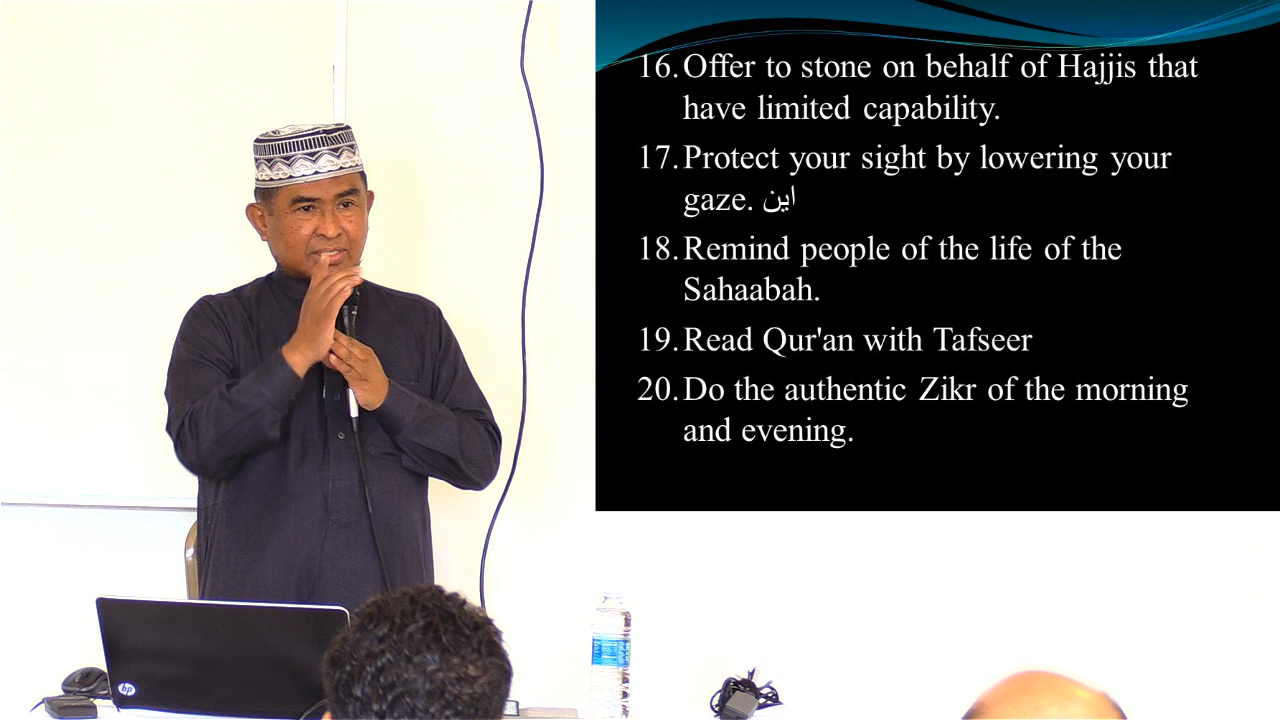 16. Offer to stone on behalf of Hajjis that
have limited capability.
17. Protect your sight by lowering your
gaze. اين
18. Remind people of the life of the
Sahaabah.
19. Read Qur'an with Tafseer
20. Do the authentic Zikr of the morning
and evening.
hp